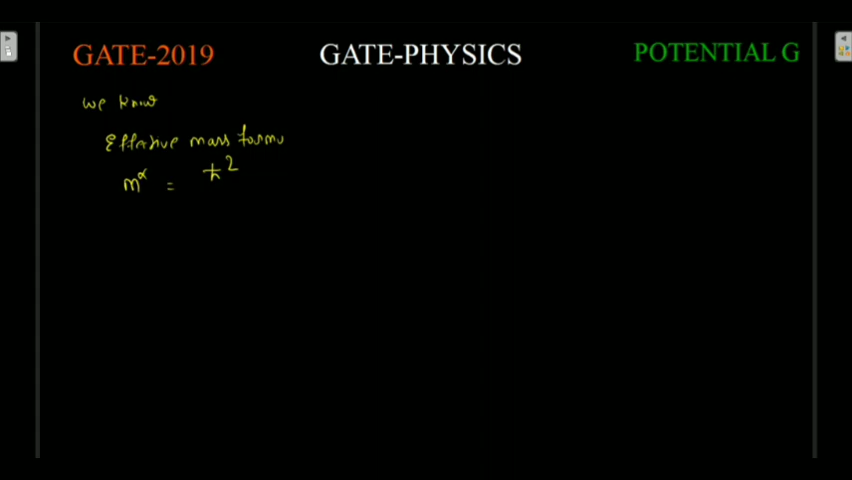 GATE-2019 GATE-PHYSICS POTENTIAL G
we know
Effective mass formu
m* = ħ²